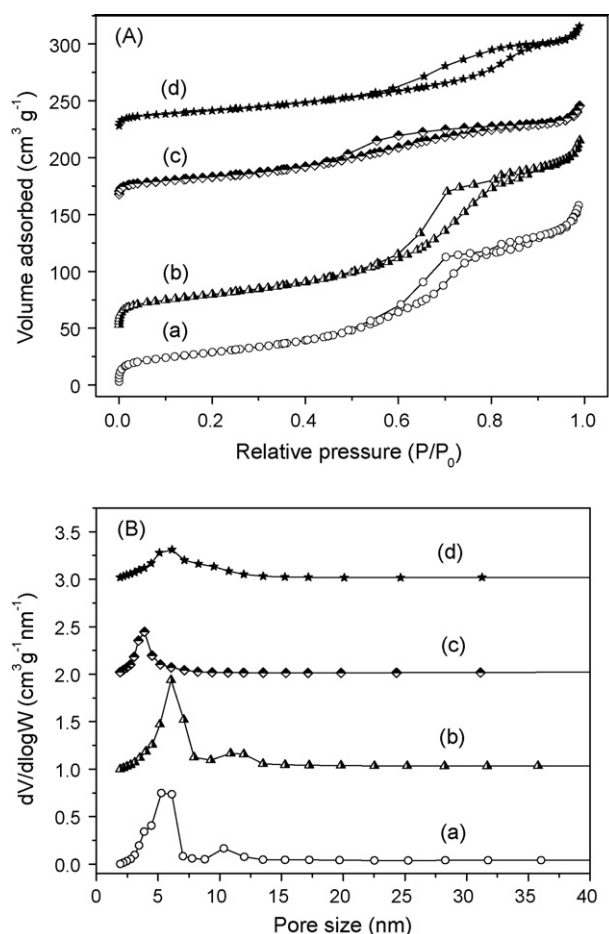 (A)
300
250
200
150
100
50
0
Volume adsorbed (cm³ g⁻¹)
(d)
(c)
(b)
(a)
0.0 0.2 0.4 0.6 0.8 1.0
Relative pressure (P/P₀)
(B)
3.5
3.0
2.5
2.0
1.5
1.0
0.5
0.0
dV/dlogW (cm³g⁻¹nm⁻¹)
(d)
(c)
(b)
(a)
0 5 10 15 20 25 30 35 40
Pore size (nm)